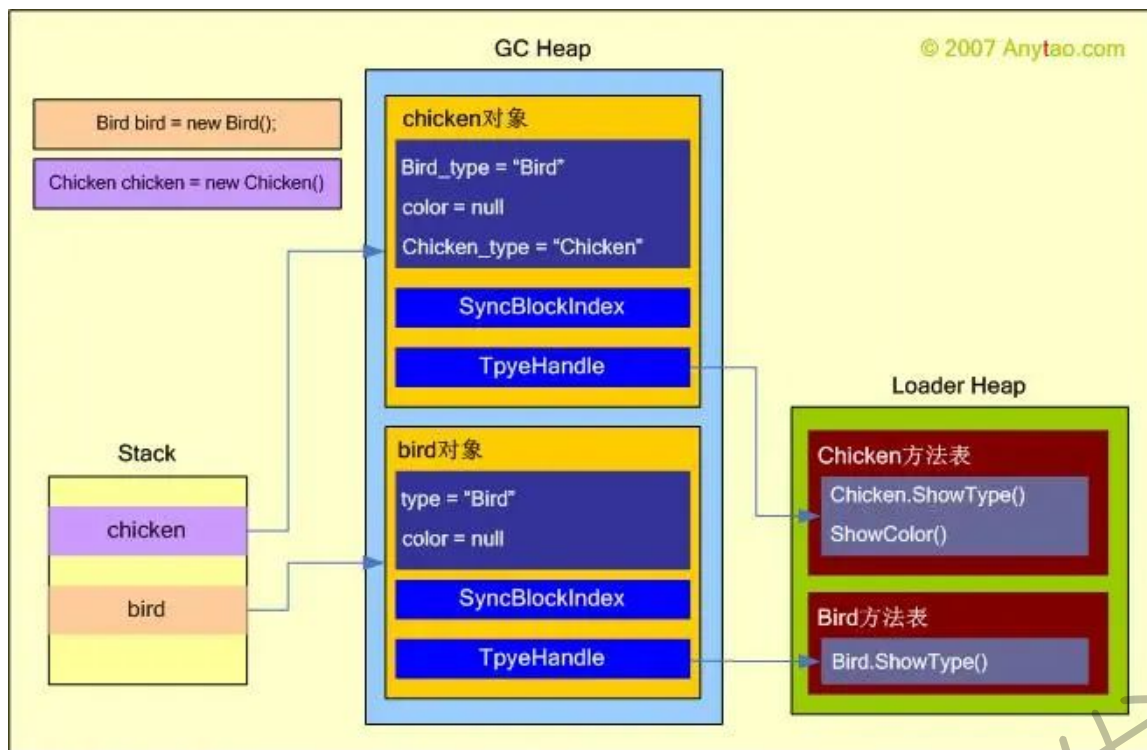 GC Heap
© 2007 Anytao.com
Bird bird = new Bird();
Chicken chicken = new Chicken()
chicken对象
Bird_type = “Bird”
color = null
Chicken_type = “Chicken”
SyncBlockIndex
TpyeHandle
bird对象
type = “Bird”
color = null
SyncBlockIndex
TpyeHandle
Stack
chicken
bird
Loader Heap
Chicken方法表
Chicken.ShowType()
ShowColor()
Bird方法表
Bird.ShowType()